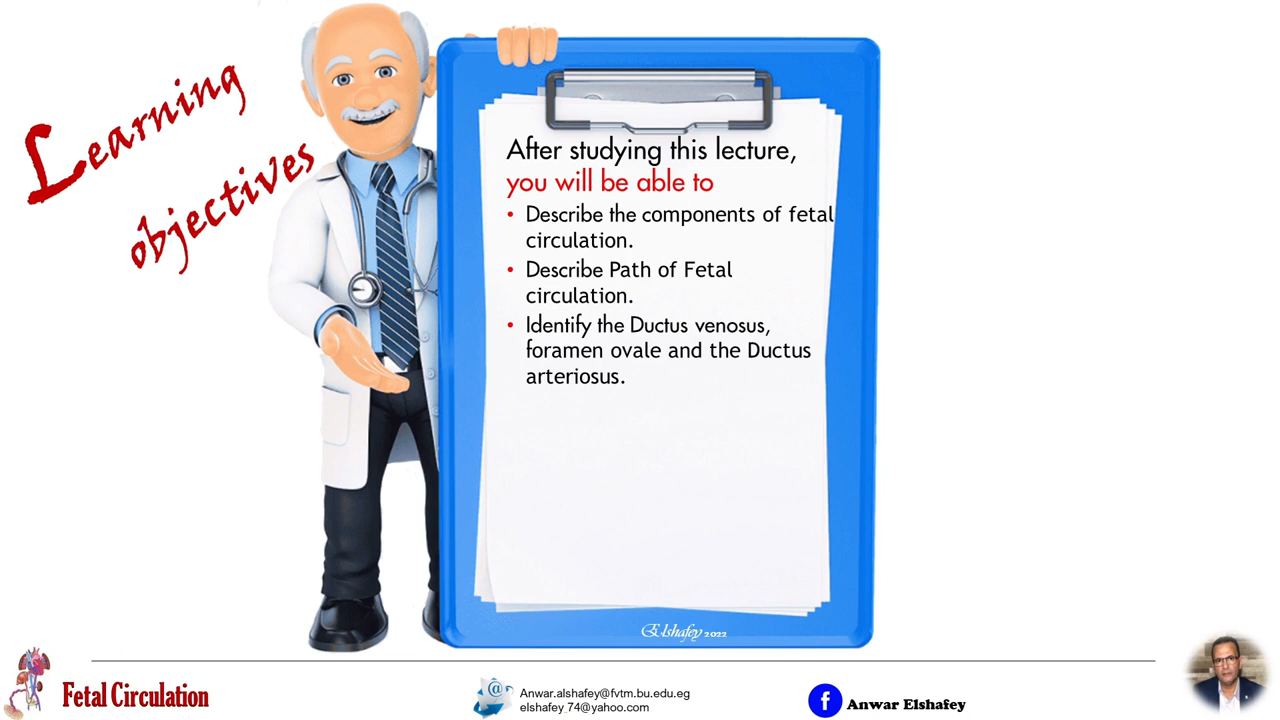 Learning
objectives
After studying this lecture,
you will be able to
• Describe the components of fetal
circulation.
• Describe Path of Fetal
circulation.
• Identify the Ductus venosus,
foramen ovale and the Ductus
arteriosus.
Elshafey 2022
Fetal Circulation
@
Anwar.alshafey@fvtm.bu.edu.eg
elshafey_74@yahoo.com
f
Anwar Elshafey